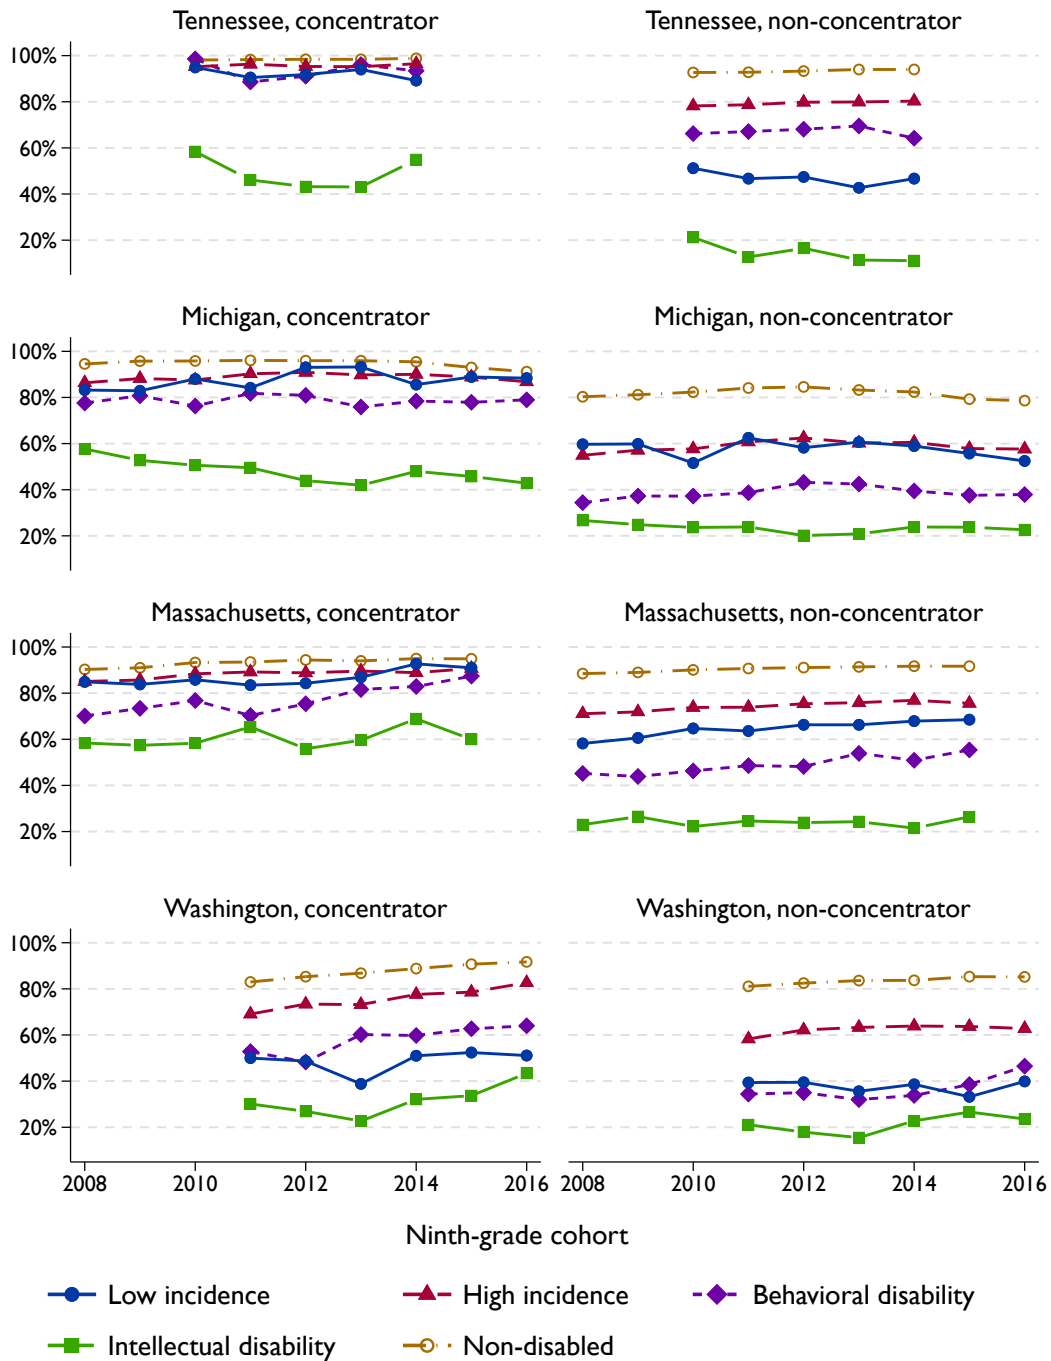 Tennessee, concentrator
Tennessee, non-concentrator
100%
80%
60%
40%
20%
Michigan, concentrator
Michigan, non-concentrator
100%
80%
60%
40%
20%
Massachusetts, concentrator
Massachusetts, non-concentrator
100%
80%
60%
40%
20%
Washington, concentrator
Washington, non-concentrator
100%
80%
60%
40%
20%
2008 2010 2012 2014 2016 2008 2010 2012 2014 2016
Ninth-grade cohort
Low incidence High incidence Behavioral disability
Intellectual disability Non-disabled